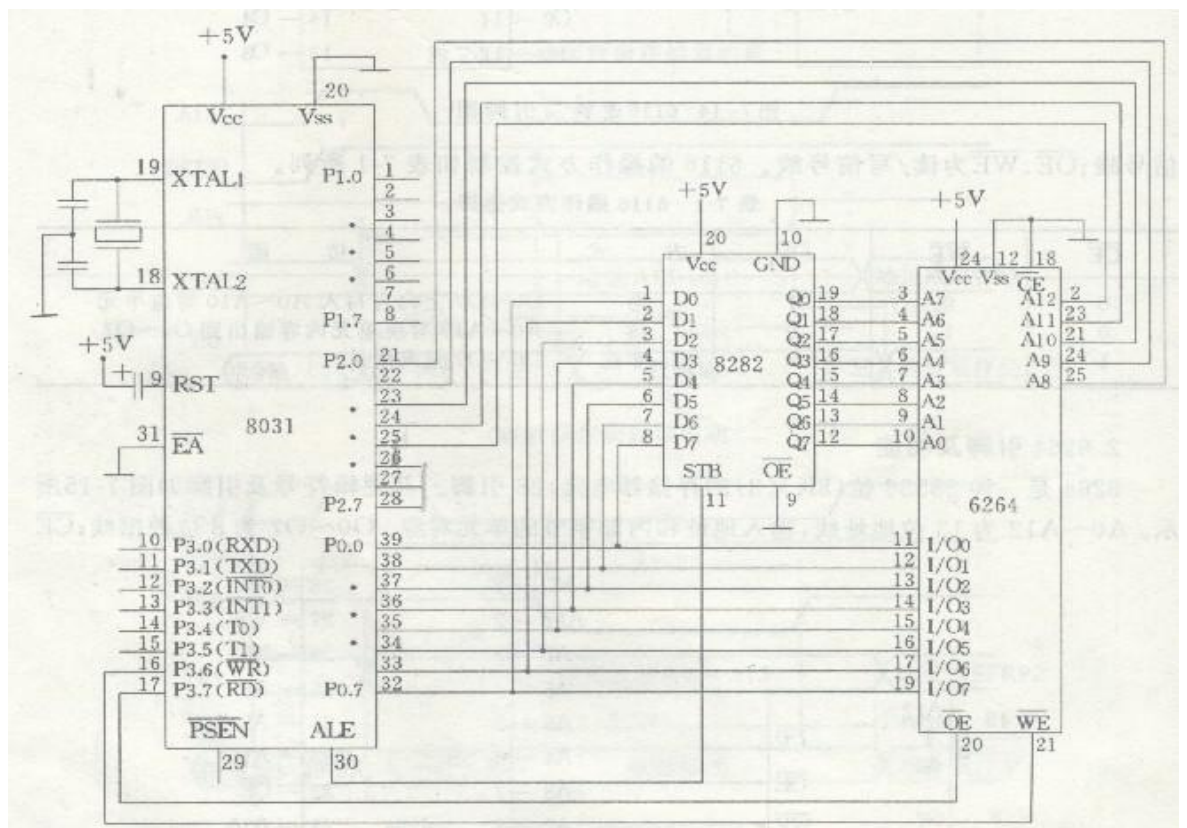 +5V
20
Vcc
Vss
19
XTAL1
18
XTAL2
+5V
+
9
RST
31
EA
8031
P1.0
P1.7
P2.0
P2.7
P0.0
P0.7
1
2
3
4
5
6
7
8
21
22
23
24
25
26
27
28
39
38
37
36
35
34
33
32
10 P3.0(RXD)
11 P3.1(TXD)
12 P3.2(INT0)
13 P3.3(INT1)
14 P3.4(T0)
15 P3.5(T1)
16 P3.6(WR)
17 P3.7(RD)
PSEN
ALE
29
30
+5V
20
10
Vcc
GND
1 D0
2 D1
3 D2
4 D3
5 D4
6 D5
7 D6
8 D7
8282
Q0 19
Q1 18
Q2 17
Q3 16
Q4 15
Q5 14
Q6 13
Q7 12
STB
OE
11
9
+5V
24
12
18
Vcc
Vss
CE
3 A7
4 A6
5 A5
6 A4
7 A3
8 A2
9 A1
10 A0
A12 2
A11 23
A10 21
A9 24
A8 25
6264
11 I/O0
12 I/O1
13 I/O2
14 I/O3
15 I/O4
16 I/O5
17 I/O6
19 I/O7
OE
WE
20
21